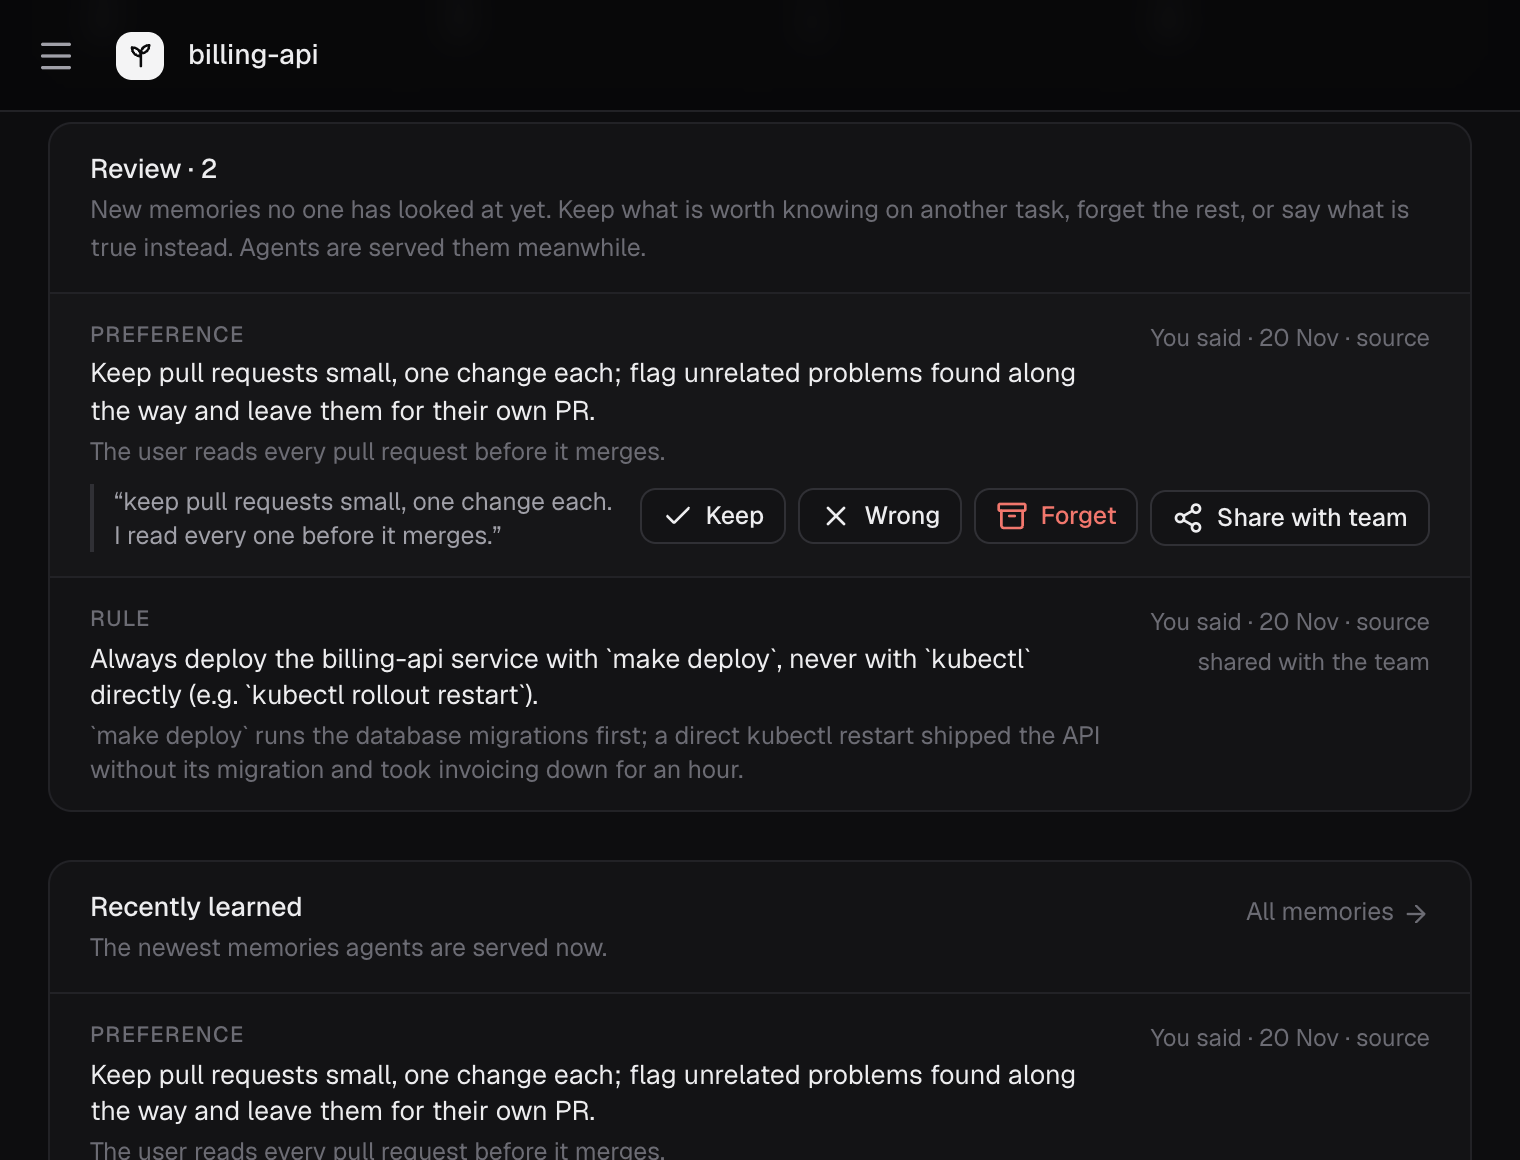 billing-api
Review · 2
New memories no one has looked at yet. Keep what is worth knowing on another task, forget the rest, or say what is
true instead. Agents are served them meanwhile.
PREFERENCE
You said · 20 Nov · source
Keep pull requests small, one change each; flag unrelated problems found along
the way and leave them for their own PR.
The user reads every pull request before it merges.
“keep pull requests small, one change each.
I read every one before it merges.”
Keep
Wrong
Forget
Share with team
RULE
You said · 20 Nov · source
shared with the team
Always deploy the billing-api service with `make deploy`, never with `kubectl`
directly (e.g. `kubectl rollout restart`).
`make deploy` runs the database migrations first; a direct kubectl restart shipped the API
without its migration and took invoicing down for an hour.
Recently learned
All memories →
The newest memories agents are served now.
PREFERENCE
You said · 20 Nov · source
Keep pull requests small, one change each; flag unrelated problems found along
the way and leave them for their own PR.
The user reads every pull request before it merges.